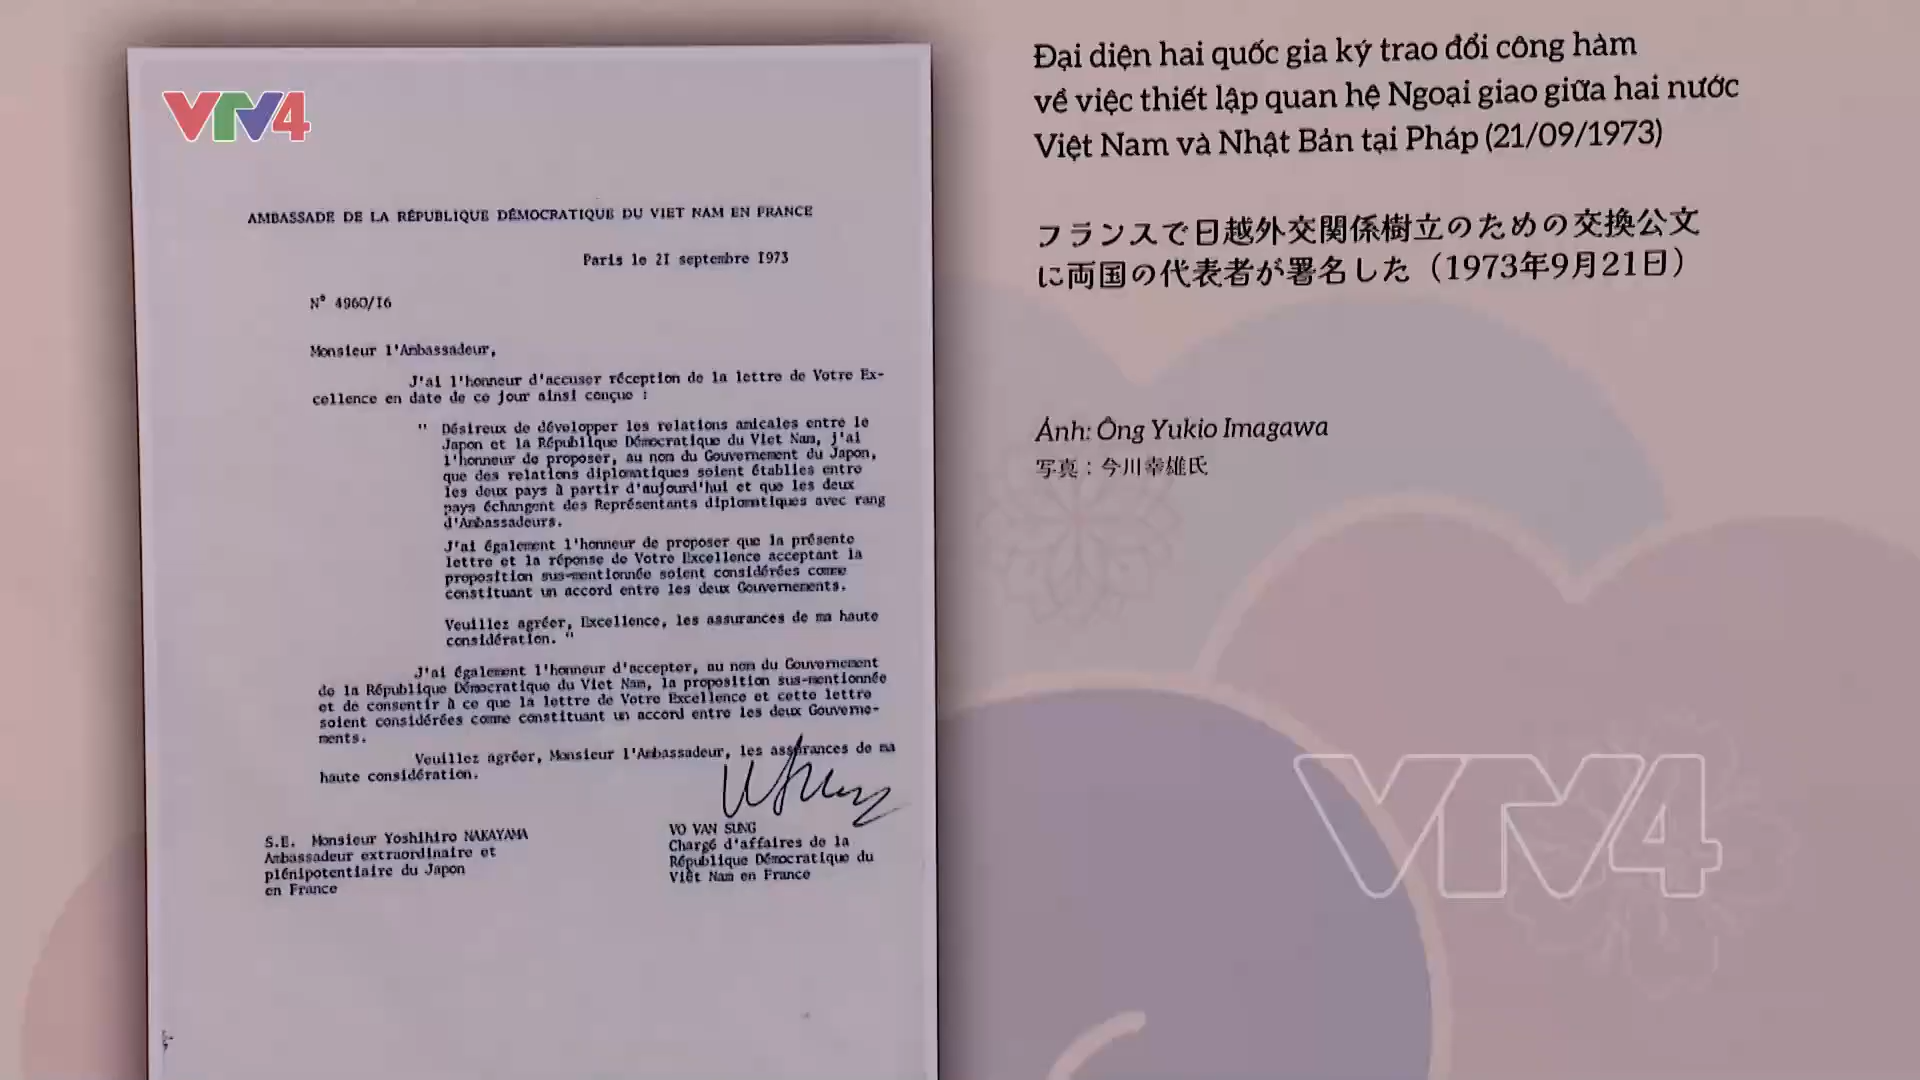 VTV4
AMBASSADE DE LA RÉPUBLIQUE DÉMOCRATIQUE DU VIET NAM EN FRANCE
Paris le 21 septembre 1973
N° 4960/16
Monsieur l'Ambassadeur,
J'ai l'honneur d'accuser réception de la lettre de Votre Ex-
cellence en date de ce jour ainsi conçue :
" Désireux de développer les relations amicales entre le
Japon et la République Démocratique du Viet Nam, j'ai
l'honneur de proposer, au nom du Gouvernement du Japon,
que des relations diplomatiques soient établies entre
les deux pays à partir d'aujourd'hui et que les deux
pays échangent des Représentants diplomatiques avec rang
d'Ambassadeurs.
J'ai également l'honneur de proposer que la présente
lettre et la réponse de Votre Excellence acceptant la
proposition sus-mentionnée soient considérées comme
constituant un accord entre les deux Gouvernements.
Veuillez agréer, Excellence, les assurances de ma haute
considération. "
J'ai également l'honneur d'accepter, au nom du Gouvernement
de la République Démocratique du Viet Nam, la proposition sus-mentionnée
et de consentir à ce que la lettre de Votre Excellence et cette lettre
soient considérées comme constituant un accord entre les deux Gouverne-
ments.
Veuillez agréer, Monsieur l'Ambassadeur, les assurances de ma
haute considération.
S.E. Monsieur Yoshihiro NAKAYAMA
Ambassadeur extraordinaire et
plénipotentiaire du Japon
en France
VO VAN SUNG
Chargé d'affaires de la
République Démocratique du
Viêt Nam en France
Đại diện hai quốc gia ký trao đổi công hàm
về việc thiết lập quan hệ Ngoại giao giữa hai nước
Việt Nam và Nhật Bản tại Pháp (21/09/1973)
フランスで日越外交関係樹立のための交換公文
に両国の代表者が署名した（1973年9月21日）
Ảnh: Ông Yukio Imagawa
写真：今川幸雄氏
VTV4